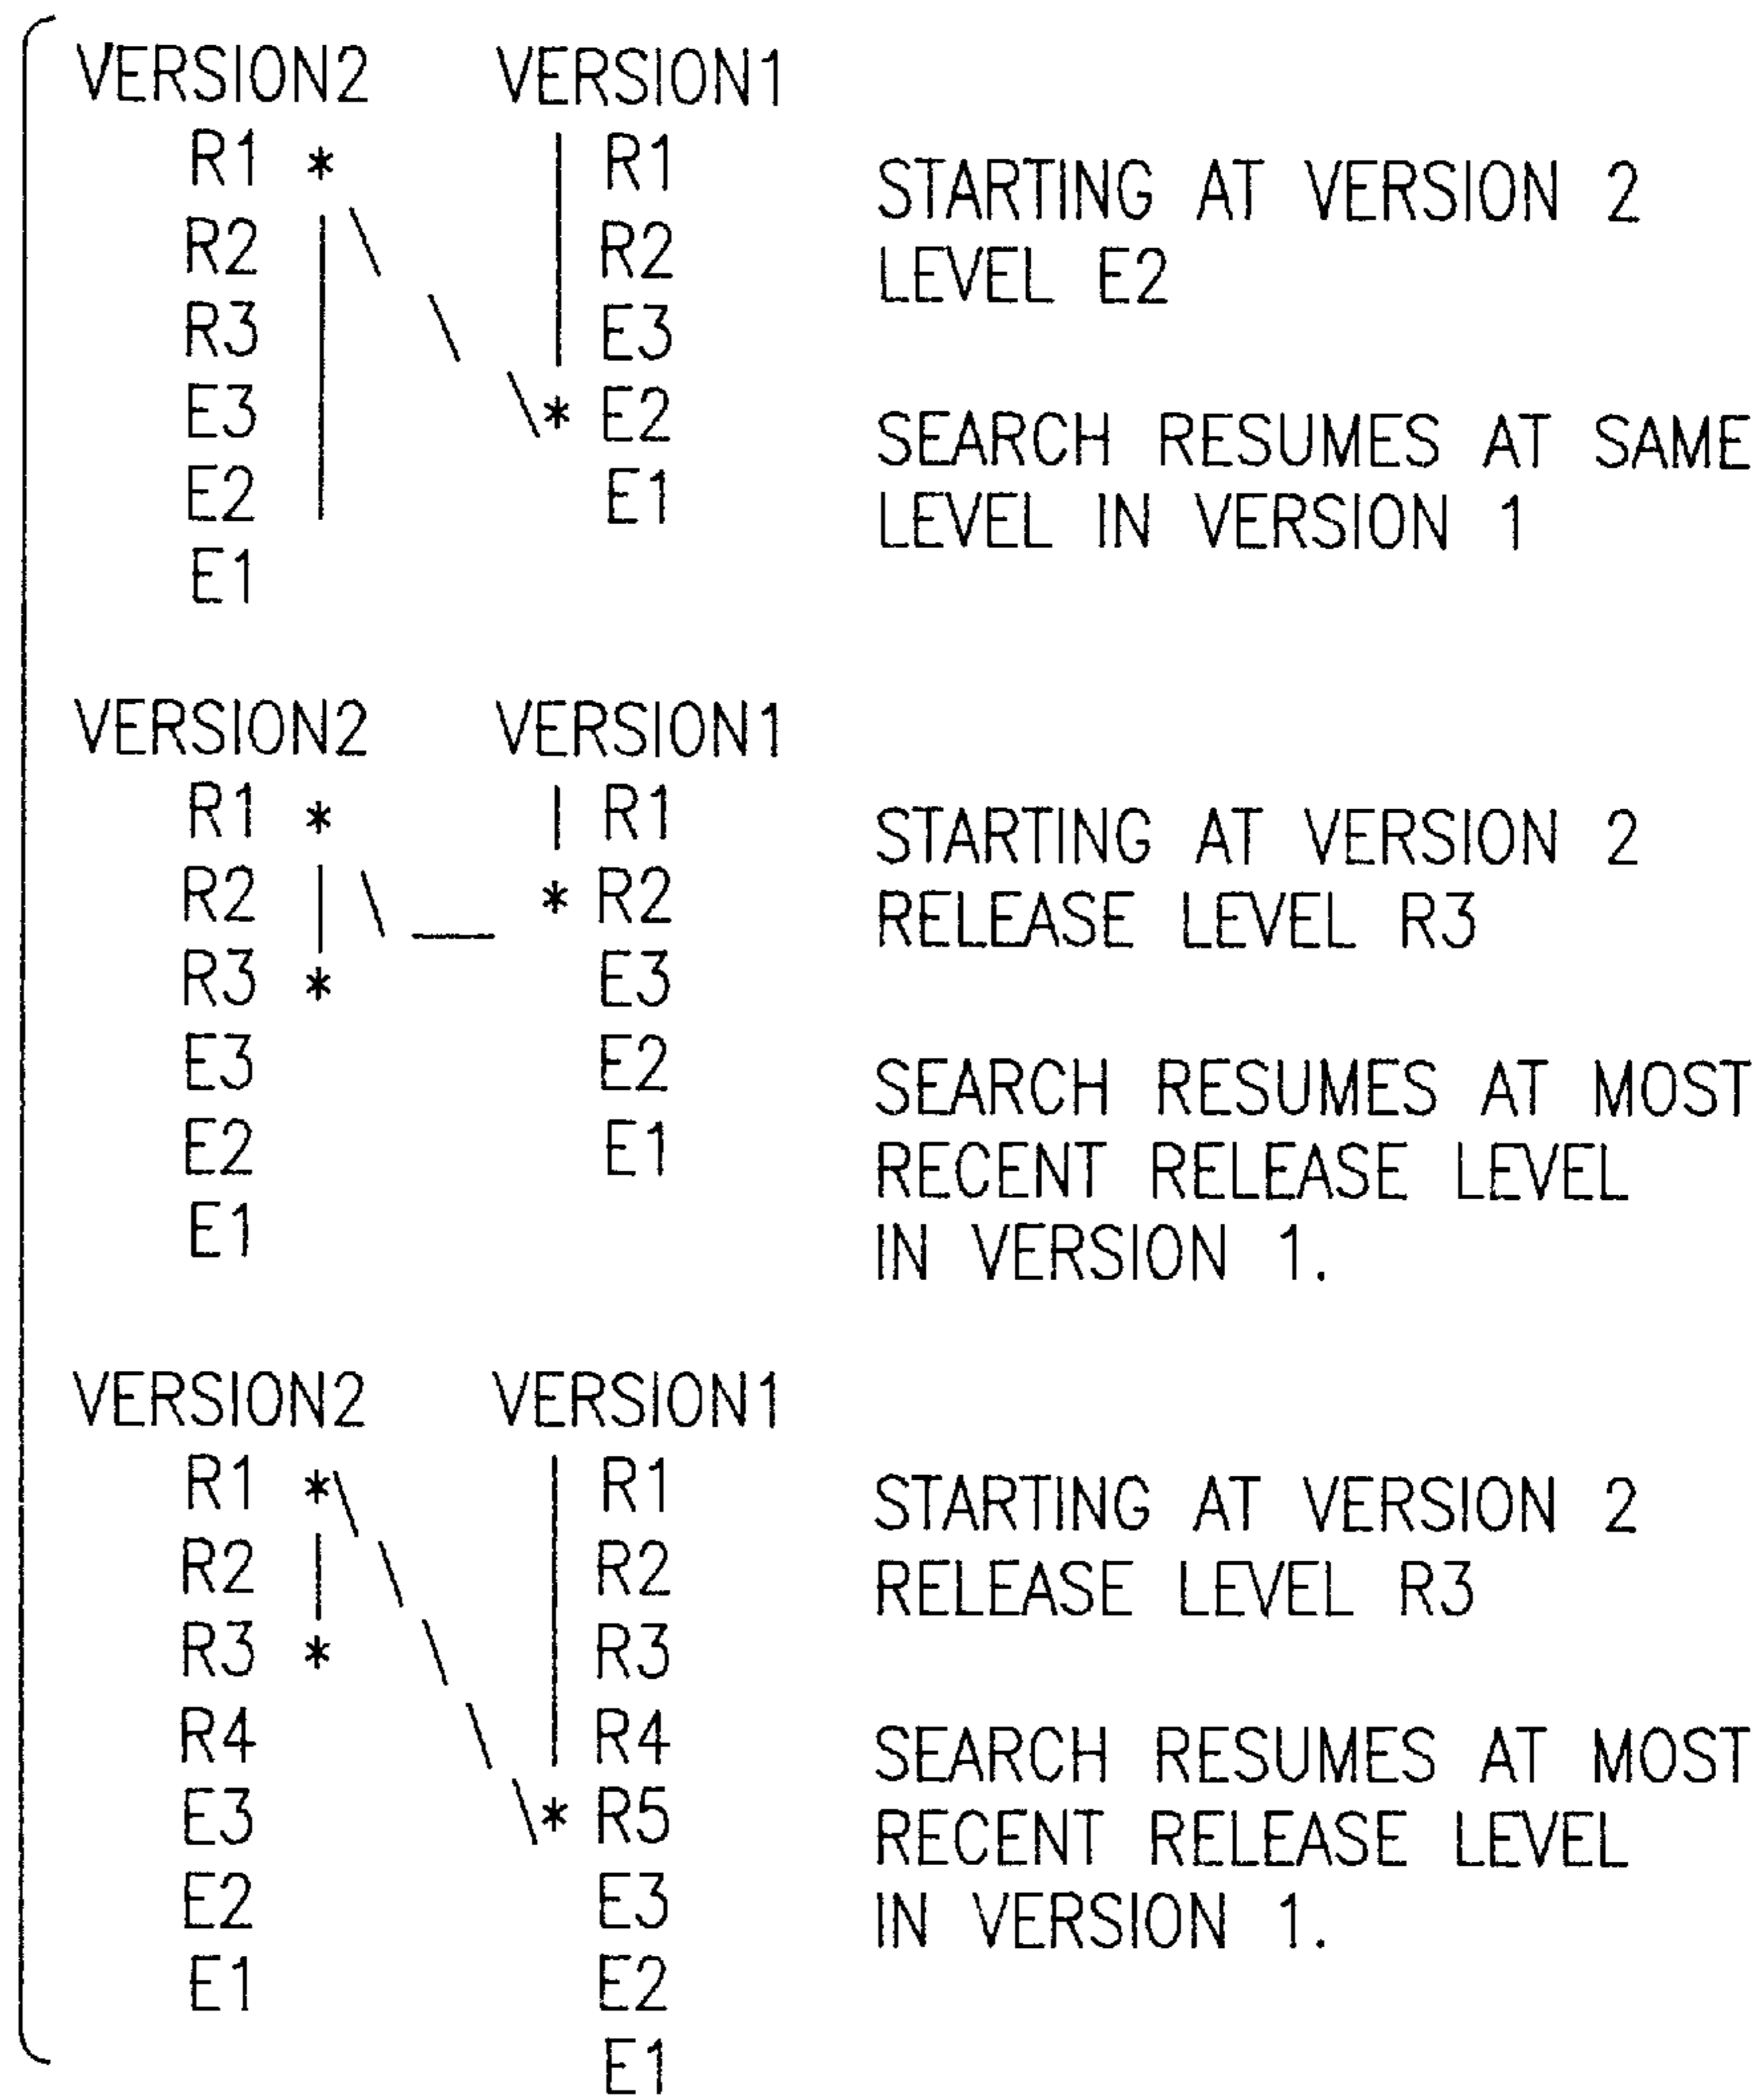 VERSION2 VERSION1
R1 * | R1
R2 | \ R2
R3 | \ | E3
E3 | \* E2
E2 | E1
E1
STARTING AT VERSION 2
LEVEL E2
SEARCH RESUMES AT SAME
LEVEL IN VERSION 1
VERSION2 VERSION1
R1 * | R1
R2 | \ __ * R2
R3 * E3
E3 E2
E2 E1
E1
STARTING AT VERSION 2
RELEASE LEVEL R3
SEARCH RESUMES AT MOST
RECENT RELEASE LEVEL
IN VERSION 1.
VERSION2 VERSION1
R1 *\ | R1
R2 | \ | R2
R3 * \ | R3
R4 \ | R4
E3 \* R5
E2 E3
E1 E2
E1
STARTING AT VERSION 2
RELEASE LEVEL R3
SEARCH RESUMES AT MOST
RECENT RELEASE LEVEL
IN VERSION 1.